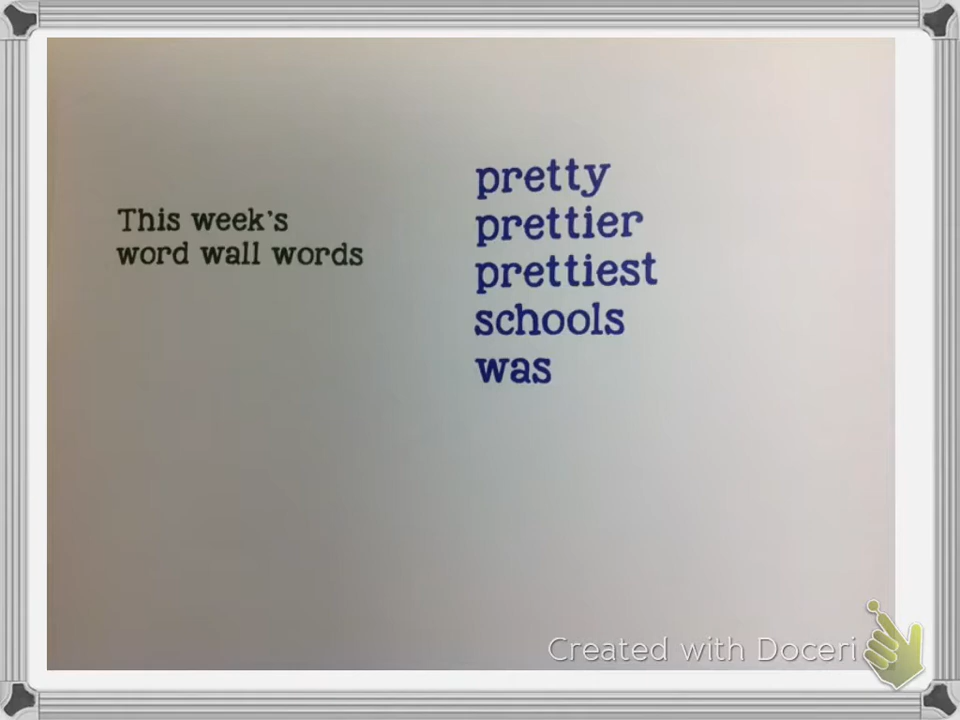 This week's
word wall words
pretty
prettier
prettiest
schools
was
Created with Doceri